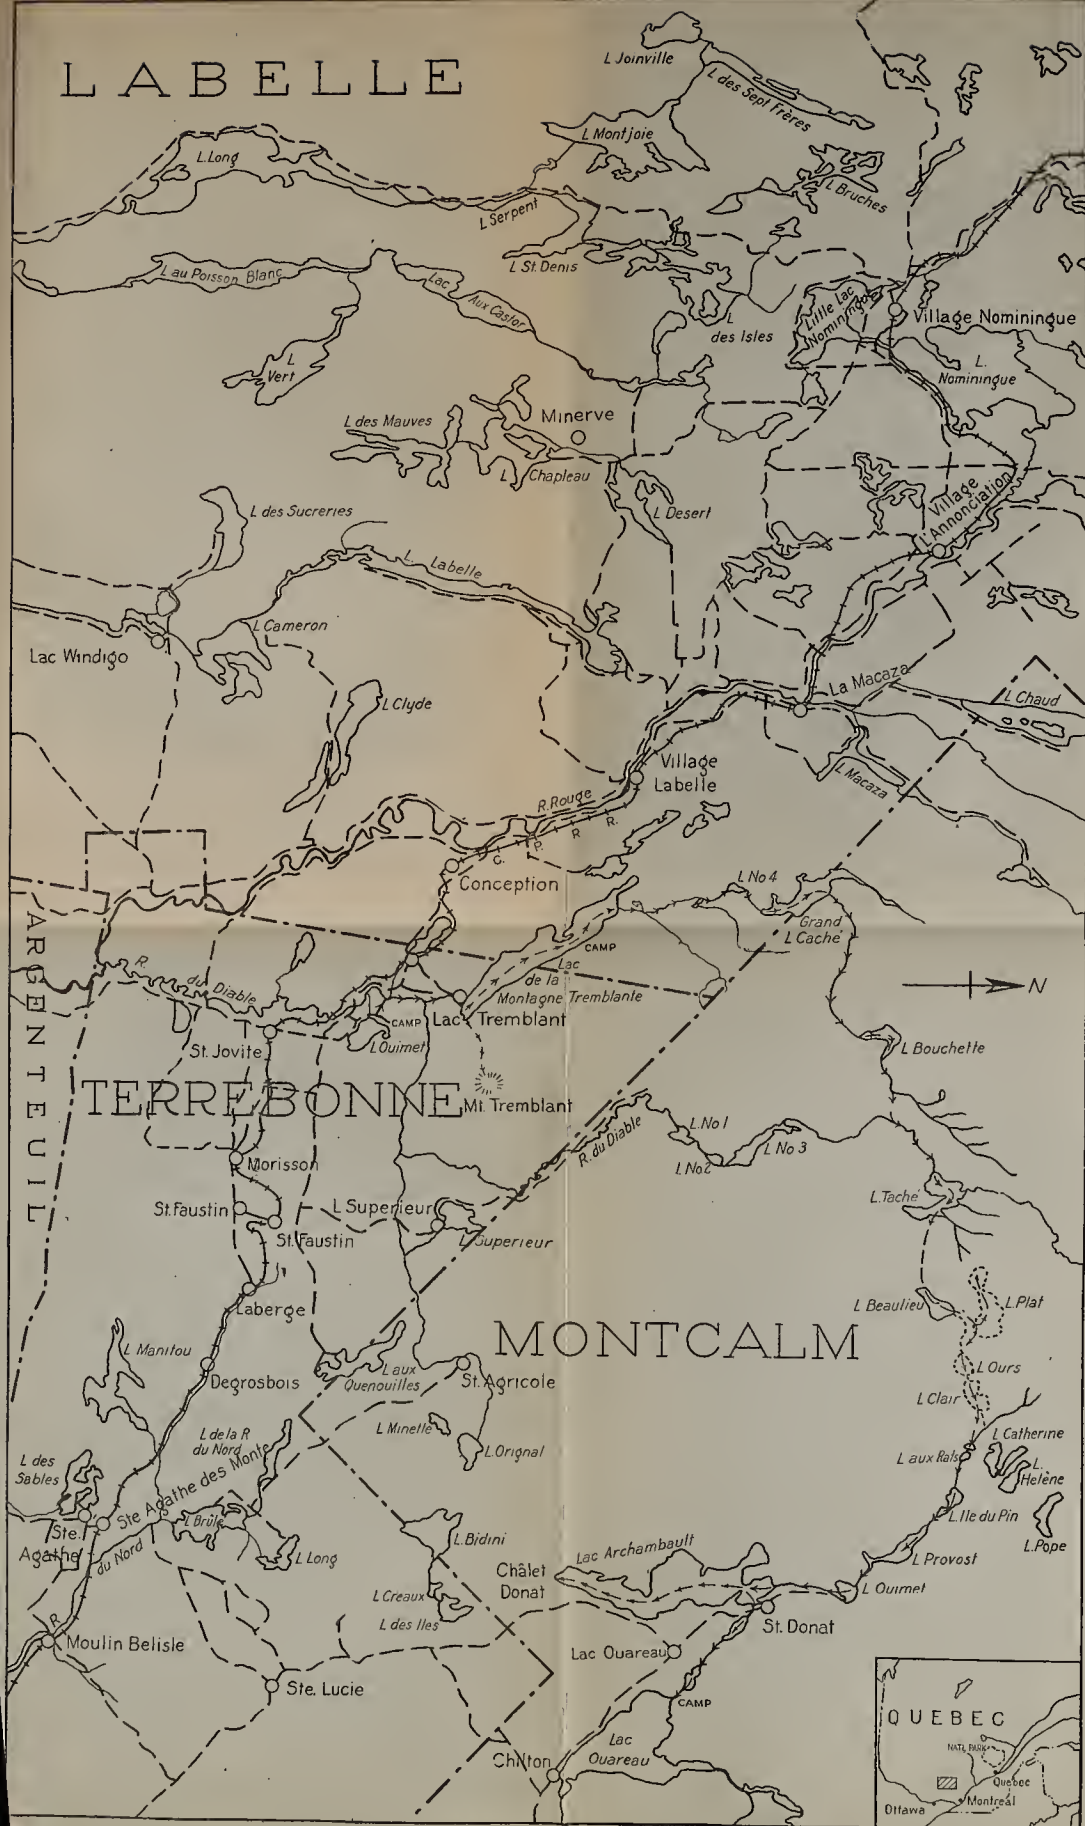 LABELLE
L Joinville
L des Sept Frères
L Montjoie
L.Long
L Bruches
L Serpent
L St. Denis
L au Poisson Blanc
Lac
Aux Castor
L
des Isles
Little Lac
Nominingue
Village Nominingue
L.
Nominingue
L
Vert
Minerve
L des Mauves
L
Chapleau
L Desert
Village
L'Annonciation
L des Sucreries
L. Labelle
L Cameron
Lac Windigo
L Clyde
La Macaza
L Chaud
L Macaza
Village
Labelle
R. Rouge
C. P. R R.
Conception
L No 4
Grand
L Caché
CAMP
Lac
de la
Montagne Tremblante
N
ARGENTEUIL
R.
du Diable
CAMP
Lac Tremblant
L Ouimet
St. Jovite
L Bouchette
TERREBONNE
Mt. Tremblant
R. du Diable
L.No 1
L No2
L No 3
Morisson
St. Faustin
St. Faustin
L Superieur
L Superieur
L.Taché
Laberge
L Beaulieu
L.Plat
MONTCALM
L Manitou
Degrosbois
L aux
Quenouilles
St. Agricole
L Ours
L Clair
L Minette
L.Orignal
L Catherine
L.
Helène
L aux Rats
L de la R
du Nord
L des
Sables
Ste Agathe des Monts
Ste.
Agathe
L Brûlé
L Long
du Nord
R.
L.Ile du Pin
L.Pope
L Provost
L.Bidini
Châlet
Donat
Lac Archambault
L Ouimet
L Creaux
L des Iles
St. Donat
Moulin Belisle
Lac Ouareau
Ste. Lucie
CAMP
Lac
Ouareau
Chilton
QUEBEC
NATL PARK
Quebec
Montreal
Ottawa